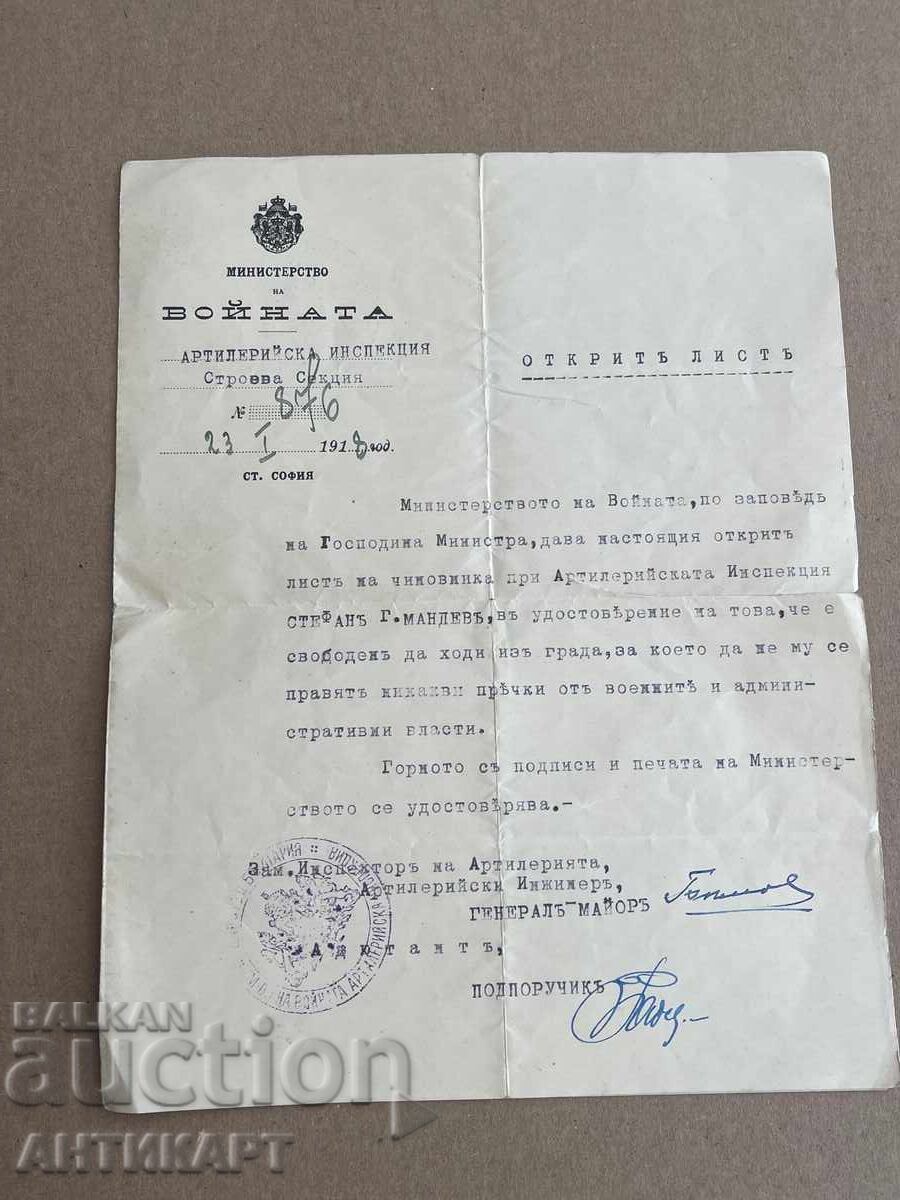 МИНИСТЕРСТВО
НА
ВОЙНАТА
АРТИЛЕРИЙСКА ИНСПЕКЦИЯ
Строева Секция
№ 876
23 I 1918 год.
СТ. СОФИЯ
ОТКРИТЪ ЛИСТЪ
Министерството на Войната, по заповѣдь
на Господина Министра, дава настоящия открить
листъ на чиновника при Артилерийската Инспекция
СТЕФАНЪ Г. МАНДЕВЪ, въ удостовѣрение на това, че е
свободенъ да ходи изъ града, за което да не му се
правятъ никакви прѣчки отъ военнитѣ и админи-
стративни власти.
Горното съ подписи и печата на Министер-
ството се удостовѣрява.-
Зам. Инспекторъ на Артилерията,
Артилерийски Инжинеръ,
ГЕНЕРАЛЪ-МАЙОРЪ
Адютантъ,
ПОДПОРУЧИКЪ
НА ВОЙНАТА АРТИЛЕРИЙСКА
BALKAN
auction
АНТИКАРТ